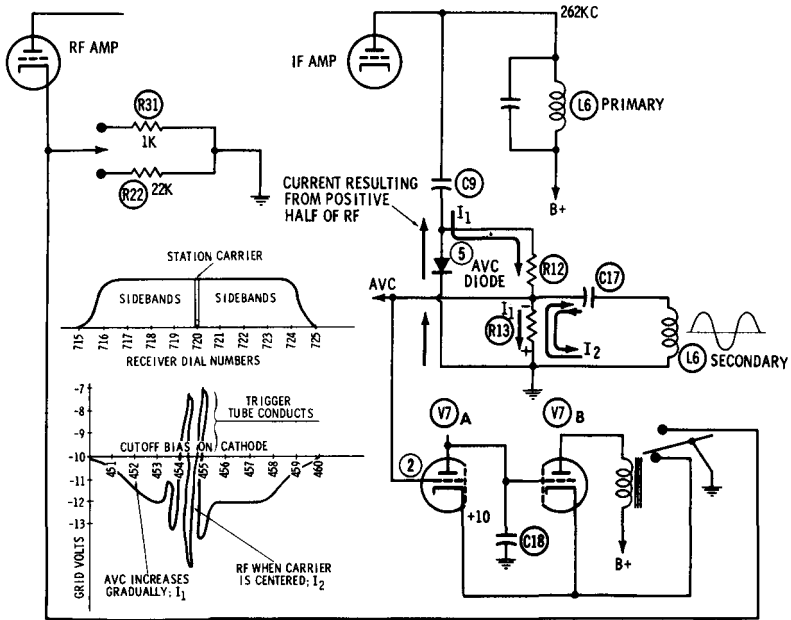 RF AMP
IF AMP
262KC
R31
1K
R22
22K
L6 PRIMARY
C9
CURRENT RESULTING
FROM POSITIVE
HALF OF RF
I1
B+
5
AVC
DIODE
R12
C17
AVC
R13
I1
-
+
I2
L6 SECONDARY
STATION CARRIER
SIDEBANDS
SIDEBANDS
715 716 717 718 719 720 721 722 723 724 725
RECEIVER DIAL NUMBERS
-7
-8
-9
-10
-11
-12
-13
GRID VOLTS
TRIGGER
TUBE CONDUCTS
CUTOFF BIAS ON CATHODE
451 452 453 454 455 456 457 458 459 460
AVC INCREASES
GRADUALLY; I1
RF WHEN CARRIER
IS CENTERED; I2
V7 A
V7 B
2
+10
C18
B+